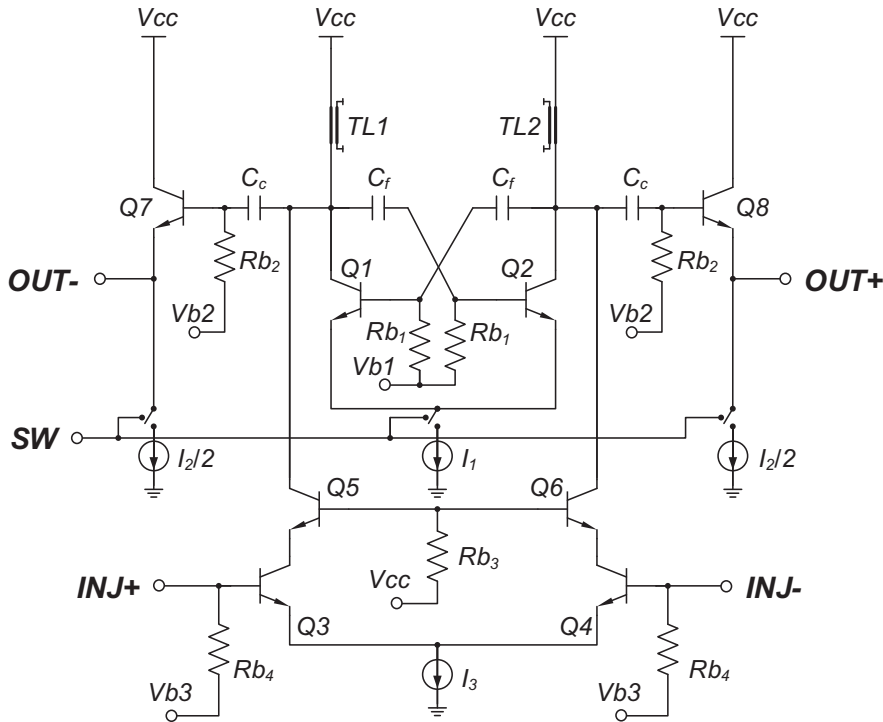 Vcc Vcc Vcc Vcc
TL1 TL2
Cc Cf Cf Cc
Q7 Q8
Rb2 Q1 Q2 Rb2
OUT- OUT+
Vb2 Rb1 Rb1 Vb2
Vb1
SW
I2/2 I1 I2/2
Q5 Q6
Rb3
INJ+ Vcc INJ-
Q3 Q4
Rb4 I3 Rb4
Vb3 Vb3